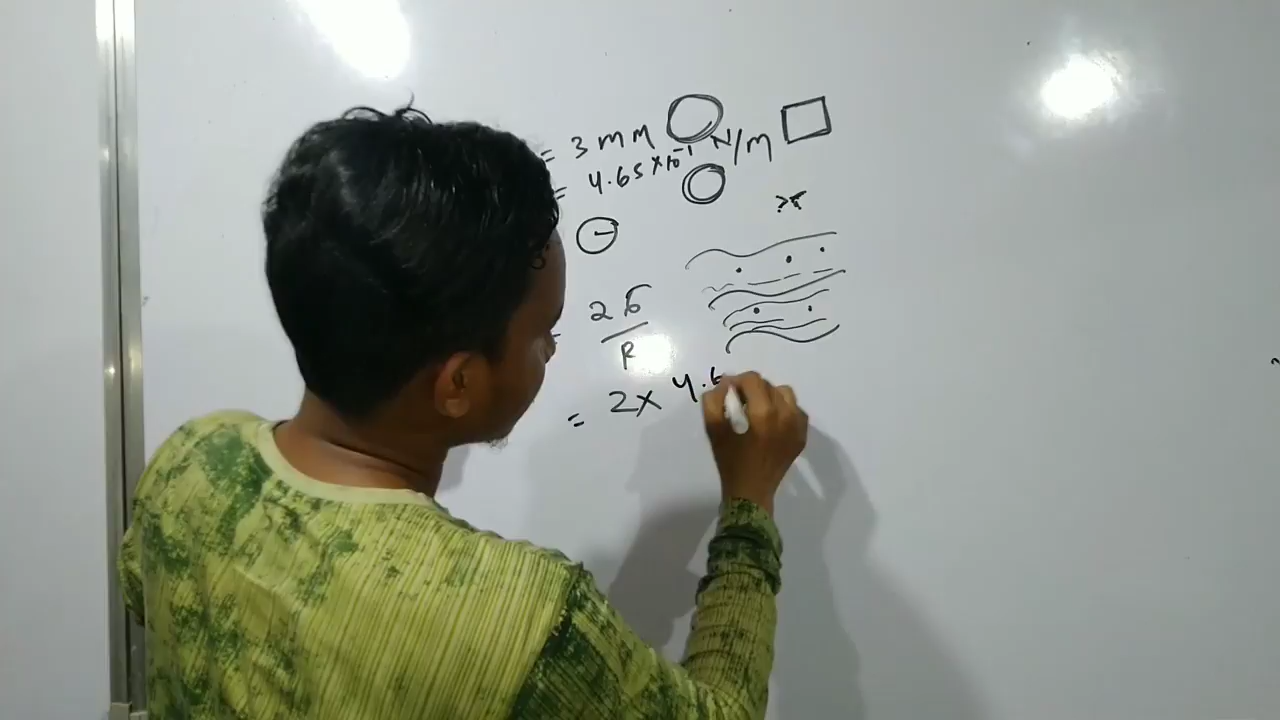 = 3 mm
= 4.65 × 10⁻¹ N/m
2σ
R
= 2 × 4.6